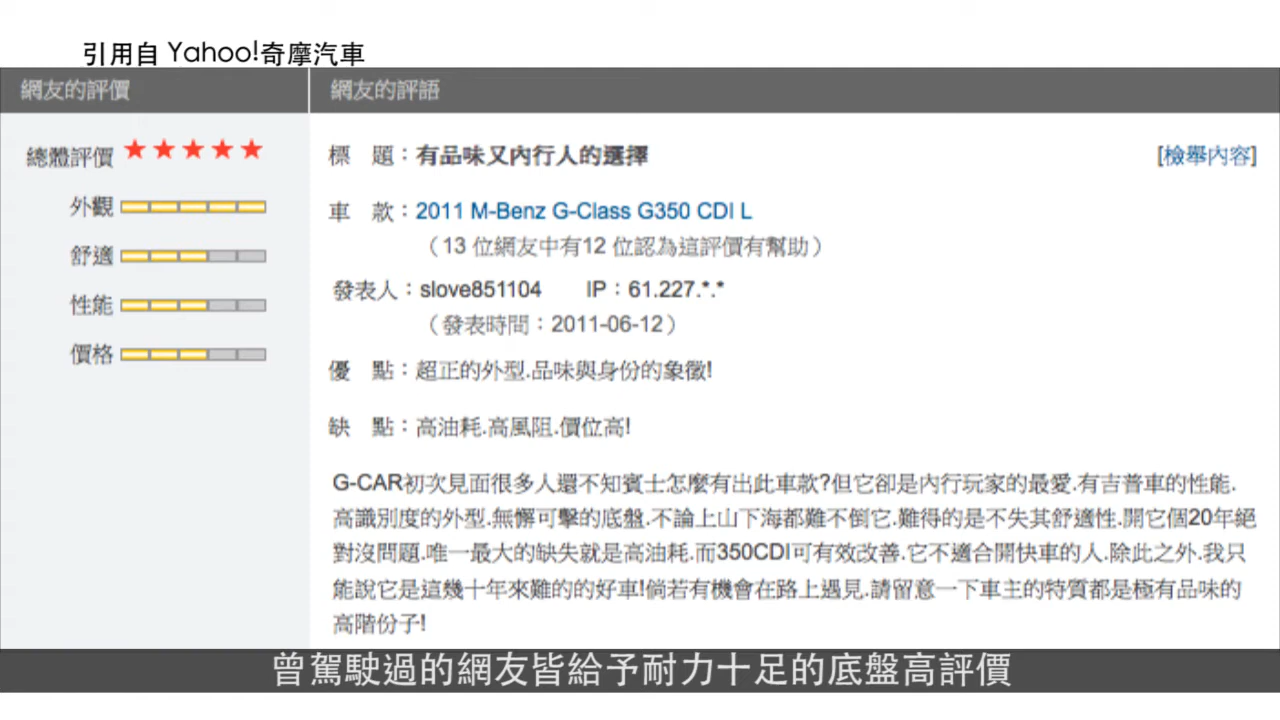 引用自 Yahoo!奇摩汽車
網友的評價
網友的評語
總體評價
外觀
舒適
性能
價格
標 題：有品味又內行人的選擇
[檢舉內容]
車 款：2011 M-Benz G-Class G350 CDI L
（13 位網友中有12 位認為這評價有幫助）
發表人：slove851104 IP：61.227.*.*
（發表時間：2011-06-12）
優 點：超正的外型.品味與身份的象徵!
缺 點：高油耗.高風阻.價位高!
G-CAR初次見面很多人還不知賓士怎麼有出此車款?但它卻是內行玩家的最愛.有吉普車的性能.
高識別度的外型.無懈可擊的底盤.不論上山下海都難不倒它.難得的是不失其舒適性.開它個20年絕
對沒問題.唯一最大的缺失就是高油耗.而350CDI可有效改善.它不適合開快車的人.除此之外.我只
能說它是這幾十年來難的的好車!倘若有機會在路上遇見.請留意一下車主的特質都是極有品味的
高階份子!
曾駕駛過的網友皆給予耐力十足的底盤高評價